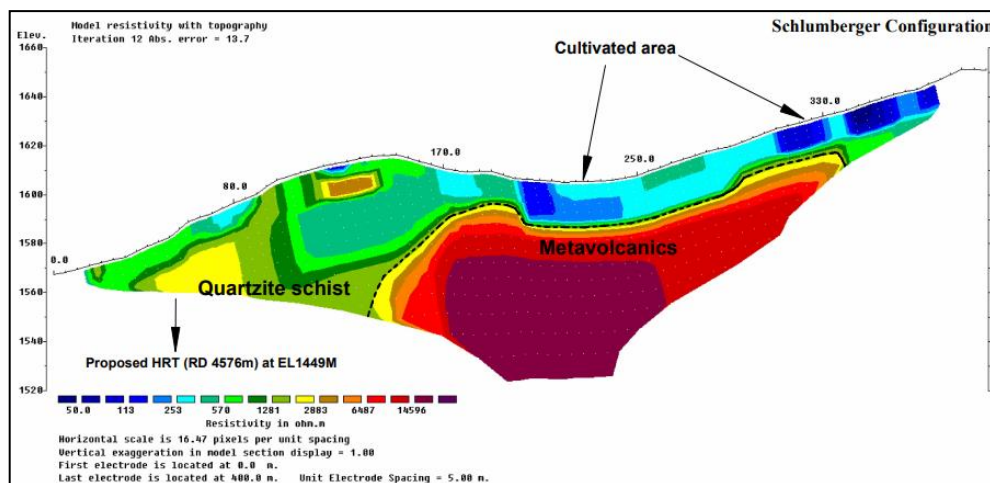 Model resistivity with topography
Iteration 12 Abs. error = 13.7
Schlumberger Configuration
Elev.
1660
Cultivated area
1640
330.0
1620
170.0
250.0
1600
80.0
1580
Metavolcanics
0.0
Quartzite schist
1560
1540
Proposed HRT (RD 4576m) at EL1449M
1520
50.0 113 253 570 1281 2883 6487 14596
Resistivity in ohm.m
Horizontal scale is 16.47 pixels per unit spacing
Vertical exaggeration in model section display = 1.00
First electrode is located at 0.0 m.
Last electrode is located at 400.0 m. Unit Electrode Spacing = 5.00 m.